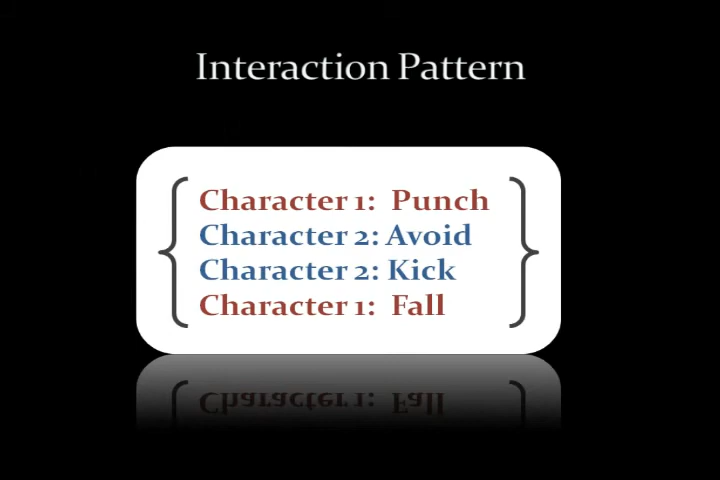 Interaction Pattern
Character 1: Punch
Character 2: Avoid
Character 2: Kick
Character 1: Fall